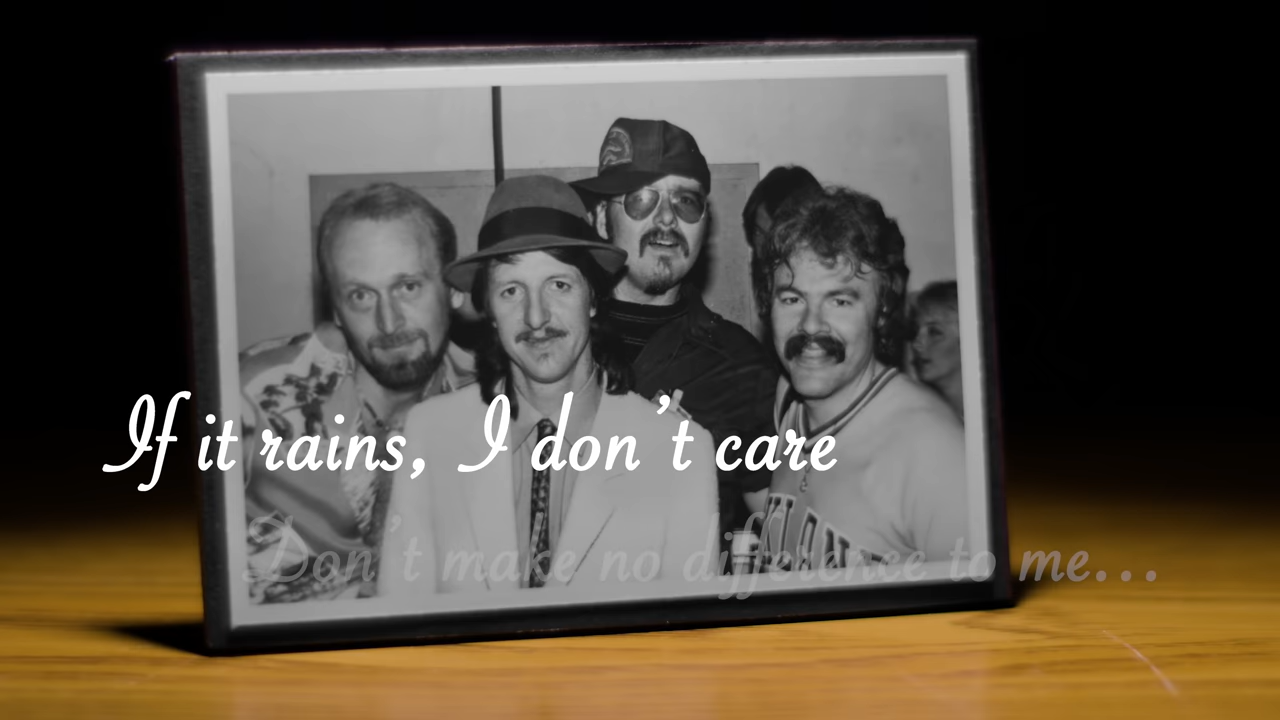 If it rains, I don't care
Don't make no difference to me...